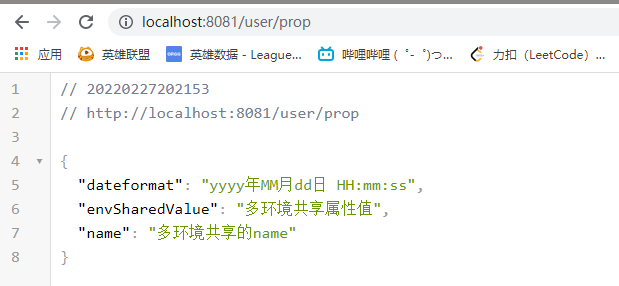 localhost:8081/user/prop
应用 英雄联盟 英雄数据 - League... 哔哩哔哩 (゜-゜)つ... 力扣（LeetCode）...
1 // 20220227202153
2 // http://localhost:8081/user/prop
3
4 {
5 "dateformat": "yyyy年MM月dd日 HH:mm:ss",
6 "envSharedValue": "多环境共享属性值",
7 "name": "多环境共享的name"
8 }